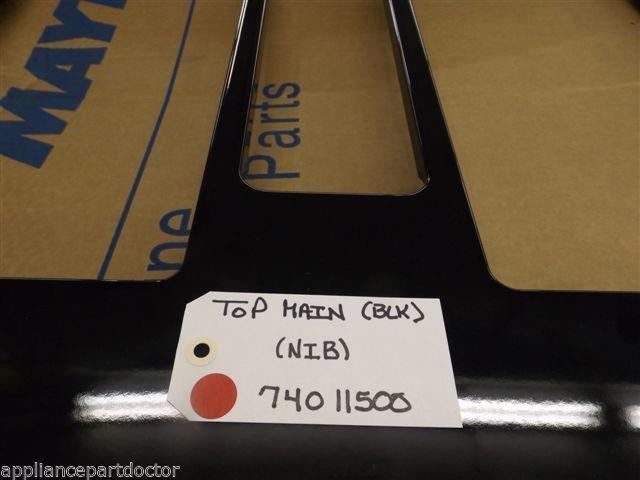 MAY
Parts
ne
TOP MAIN (BLK)
(NIB)
74011500
appliancepartdoctor